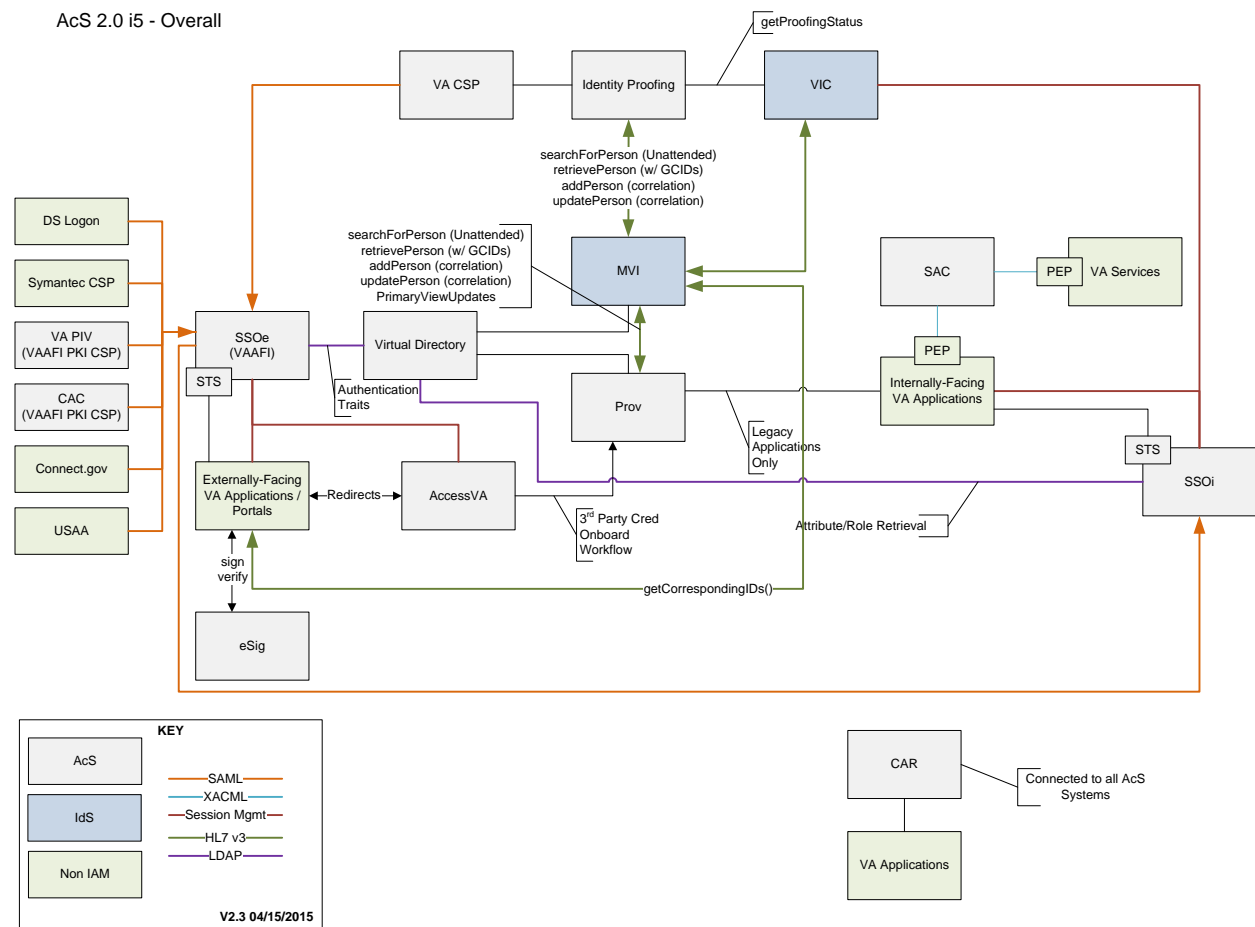 AcS 2.0 i5 - Overall
getProofingStatus
VA CSP
Identity Proofing
VIC
searchForPerson (Unattended)
retrievePerson (w/ GCIDs)
addPerson (correlation)
updatePerson (correlation)
DS Logon
Symantec CSP
VA PIV
(VAAFI PKI CSP)
CAC
(VAAFI PKI CSP)
Connect.gov
USAA
searchForPerson (Unattended)
retrievePerson (w/ GCIDs)
addPerson (correlation)
updatePerson (correlation)
PrimaryViewUpdates
MVI
SAC
PEP
VA Services
SSOe
(VAAFI)
STS
Virtual Directory
Authentication
Traits
Prov
PEP
Internally-Facing
VA Applications
Legacy
Applications
Only
STS
SSOi
Externally-Facing
VA Applications /
Portals
Redirects
AccessVA
3rd Party Cred
Onboard
Workflow
Attribute/Role Retrieval
sign
verify
getCorrespondingIDs()
eSig
KEY
AcS
IdS
Non IAM
SAML
XACML
Session Mgmt
HL7 v3
LDAP
V2.3 04/15/2015
CAR
Connected to all AcS
Systems
VA Applications